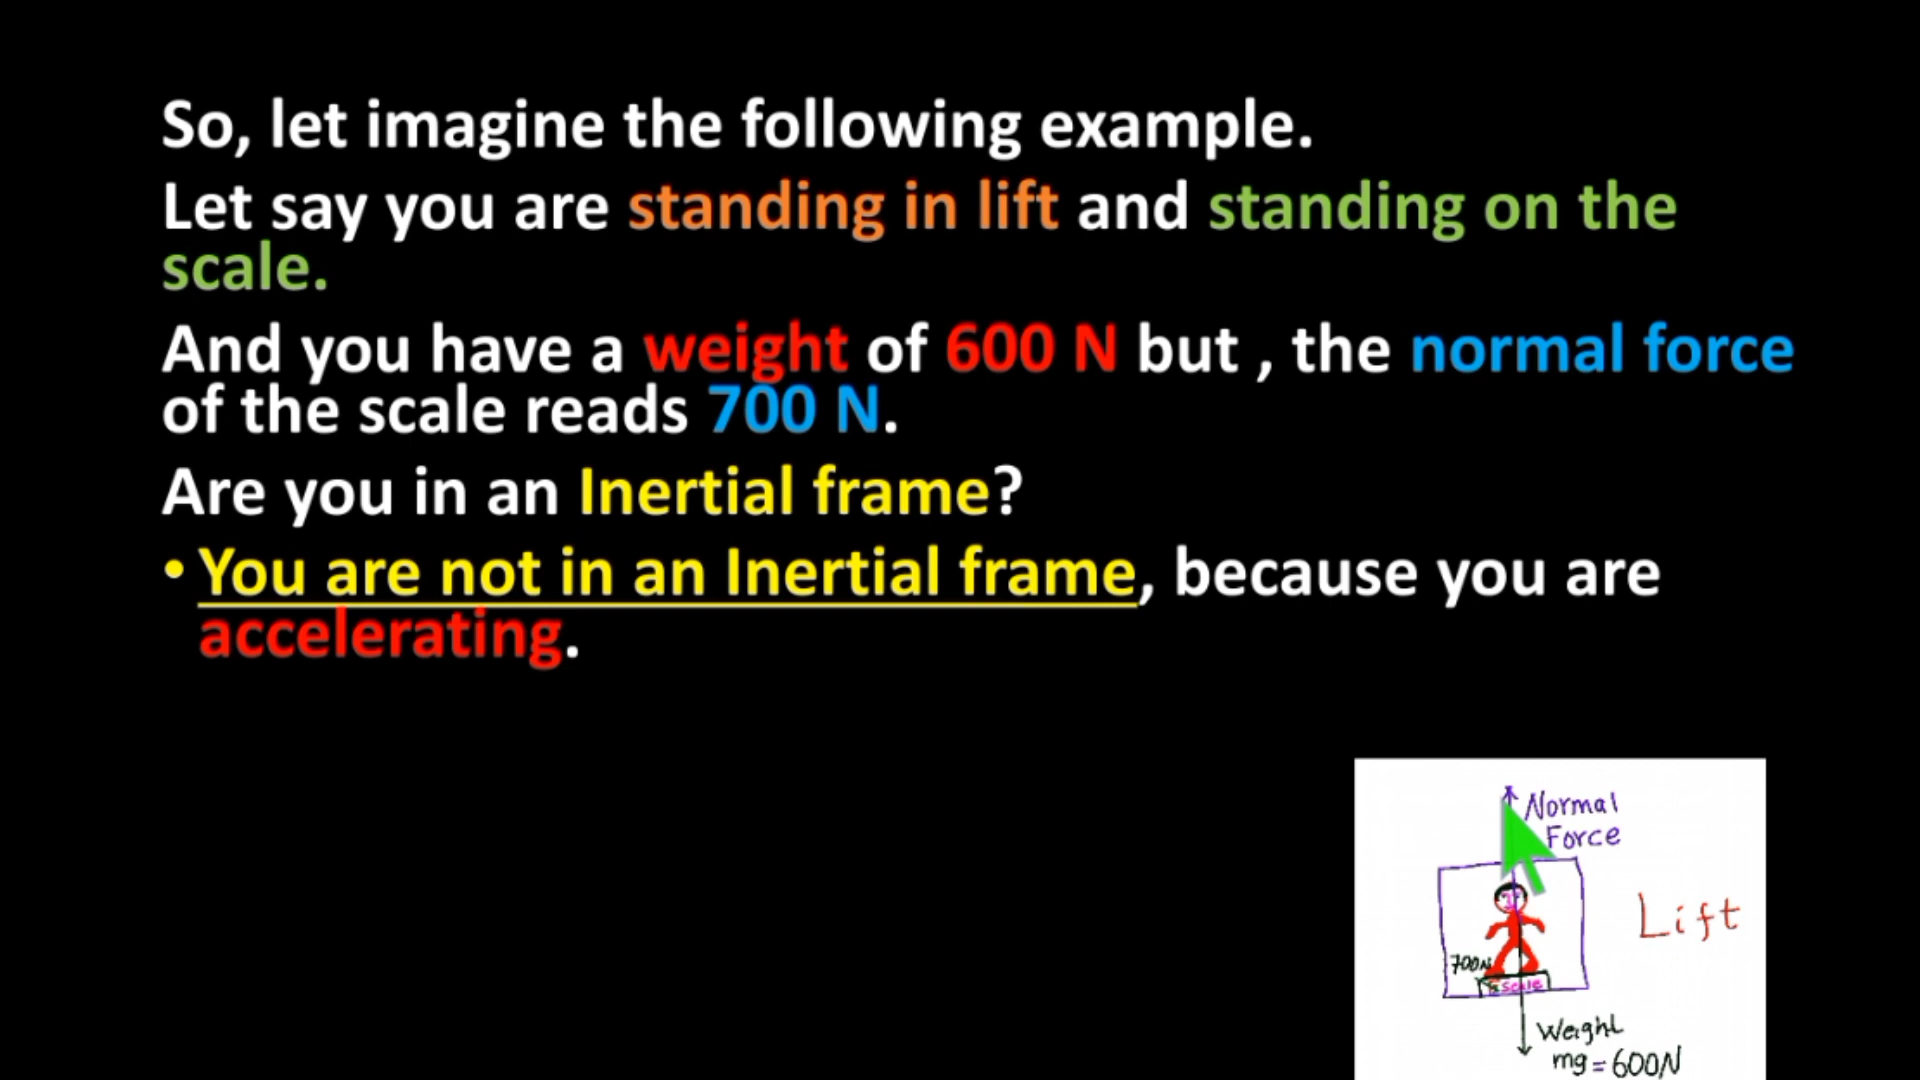 So, let imagine the following example.
Let say you are standing in lift and standing on the
scale.
And you have a weight of 600 N but , the normal force
of the scale reads 700 N.
Are you in an Inertial frame?
• You are not in an Inertial frame, because you are
accelerating.
Normal
Force
Lift
700N
Scale
Weight
mg=600N